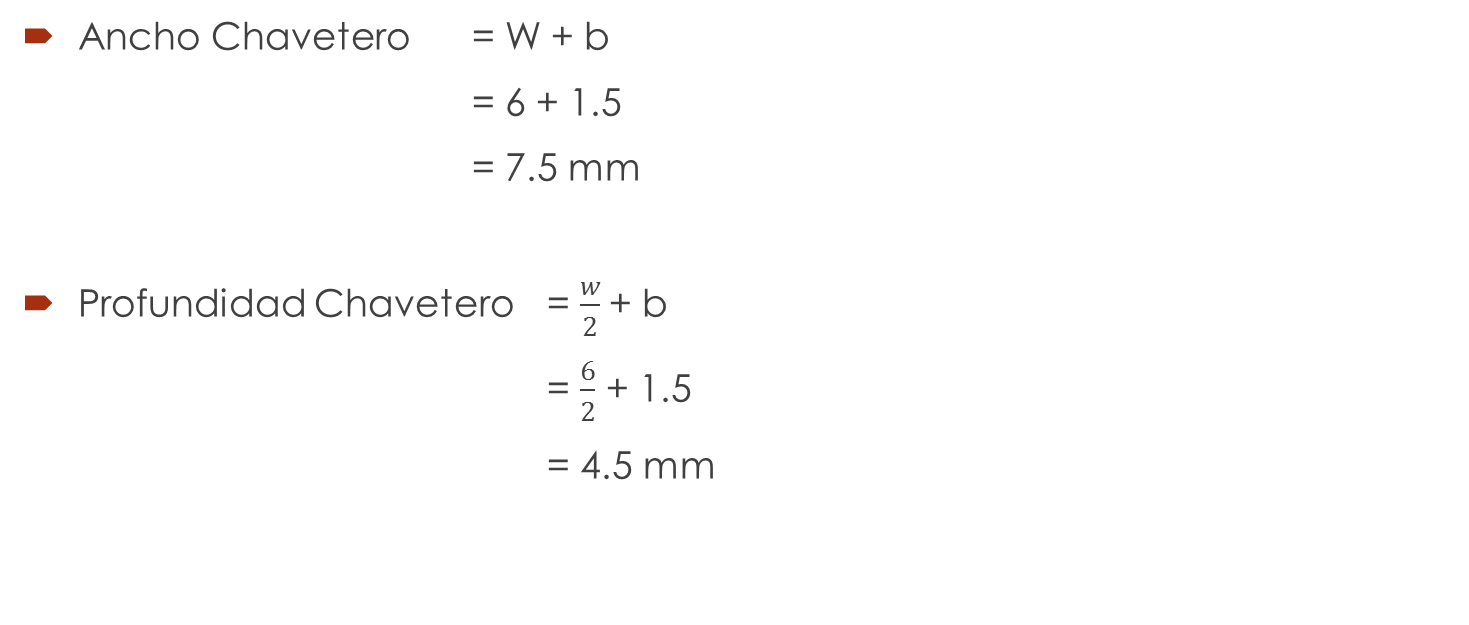 Ancho Chavetero = W + b
= 6 + 1.5
= 7.5 mm
Profundidad Chavetero = w/2 + b
= 6/2 + 1.5
= 4.5 mm